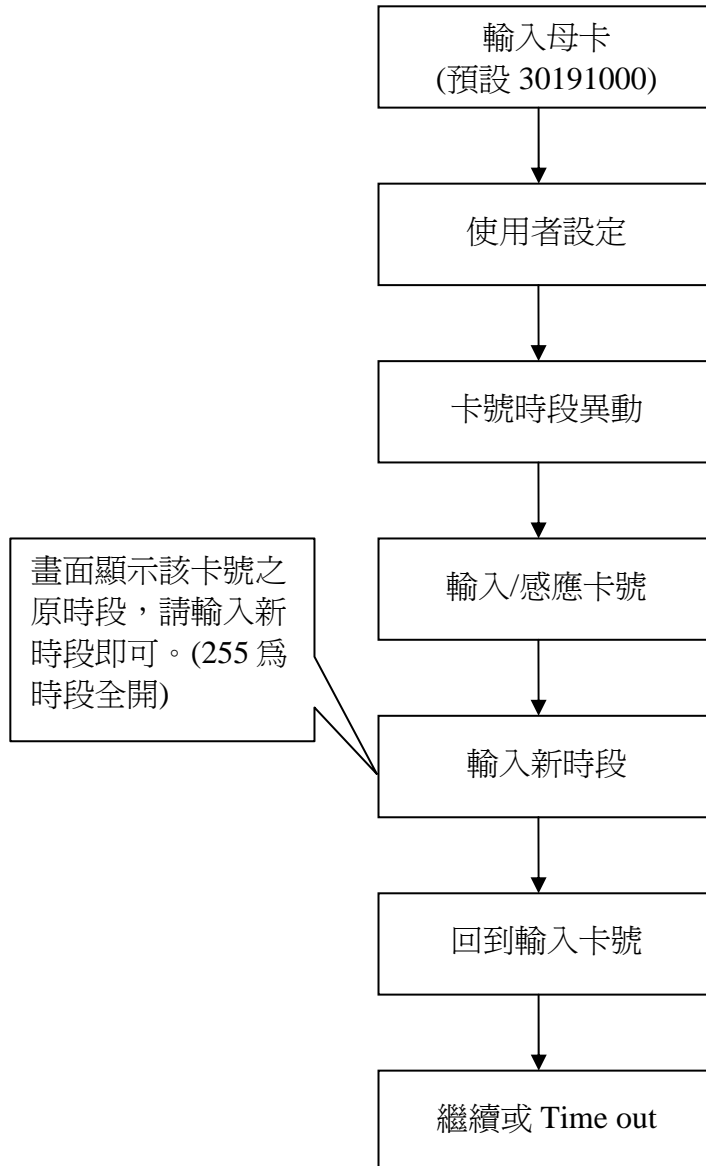 輸入母卡
(預設 30191000)
使用者設定
卡號時段異動
輸入/感應卡號
畫面顯示該卡號之
原時段，請輸入新
時段即可。(255 爲
時段全開)
輸入新時段
回到輸入卡號
繼續或 Time out